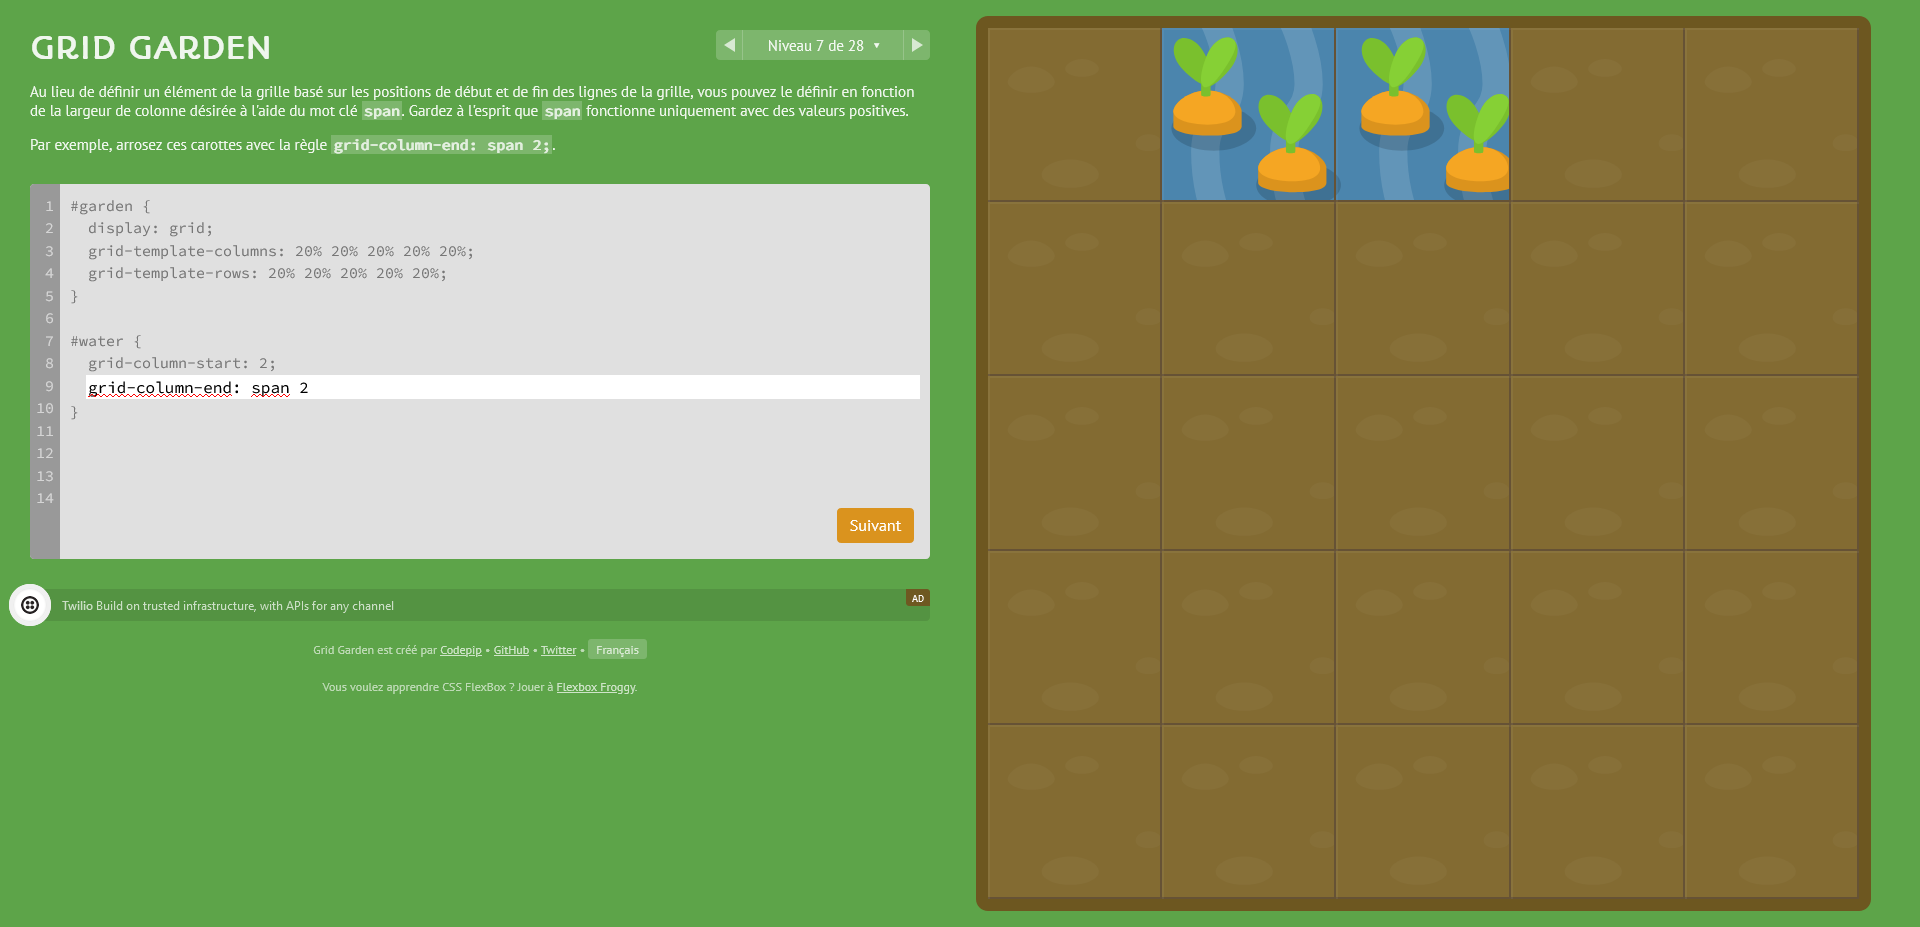 GRID GARDEN
Niveau 7 de 28 ▼
Au lieu de définir un élément de la grille basé sur les positions de début et de fin des lignes de la grille, vous pouvez le définir en fonction
de la largeur de colonne désirée à l'aide du mot clé span. Gardez à l'esprit que span fonctionne uniquement avec des valeurs positives.
Par exemple, arrosez ces carottes avec la règle grid-column-end: span 2;.
1 #garden {
2 display: grid;
3 grid-template-columns: 20% 20% 20% 20% 20%;
4 grid-template-rows: 20% 20% 20% 20% 20%;
5 }
6
7 #water {
8 grid-column-start: 2;
9 grid-column-end: span 2
10 }
11
12
13
14
Suivant
Twilio Build on trusted infrastructure, with APIs for any channel
AD
Grid Garden est créé par Codepip • GitHub • Twitter • Français
Vous voulez apprendre CSS FlexBox ? Jouer à Flexbox Froggy.